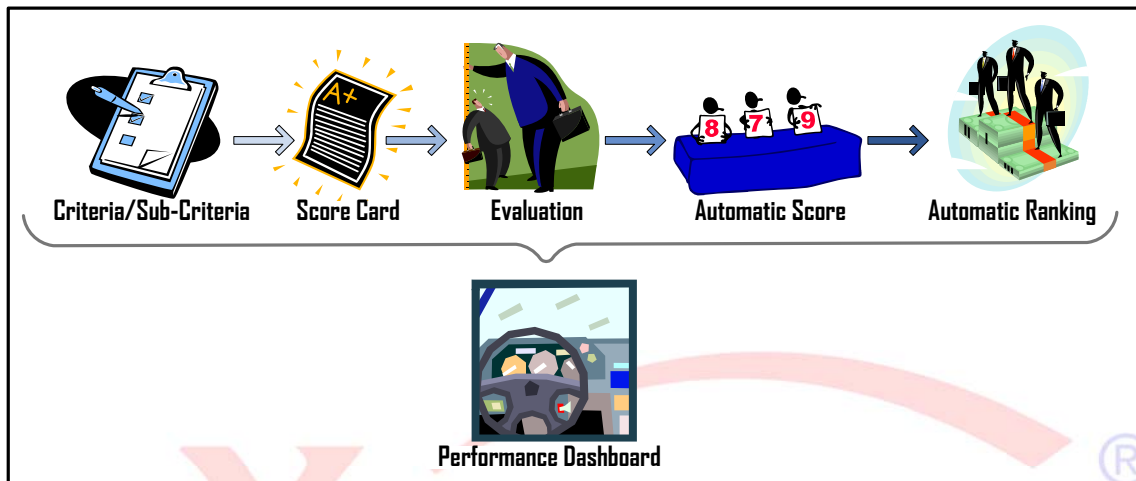 A+
8 7 9
Criteria/Sub-Criteria
Score Card
Evaluation
Automatic Score
Automatic Ranking
Performance Dashboard
®